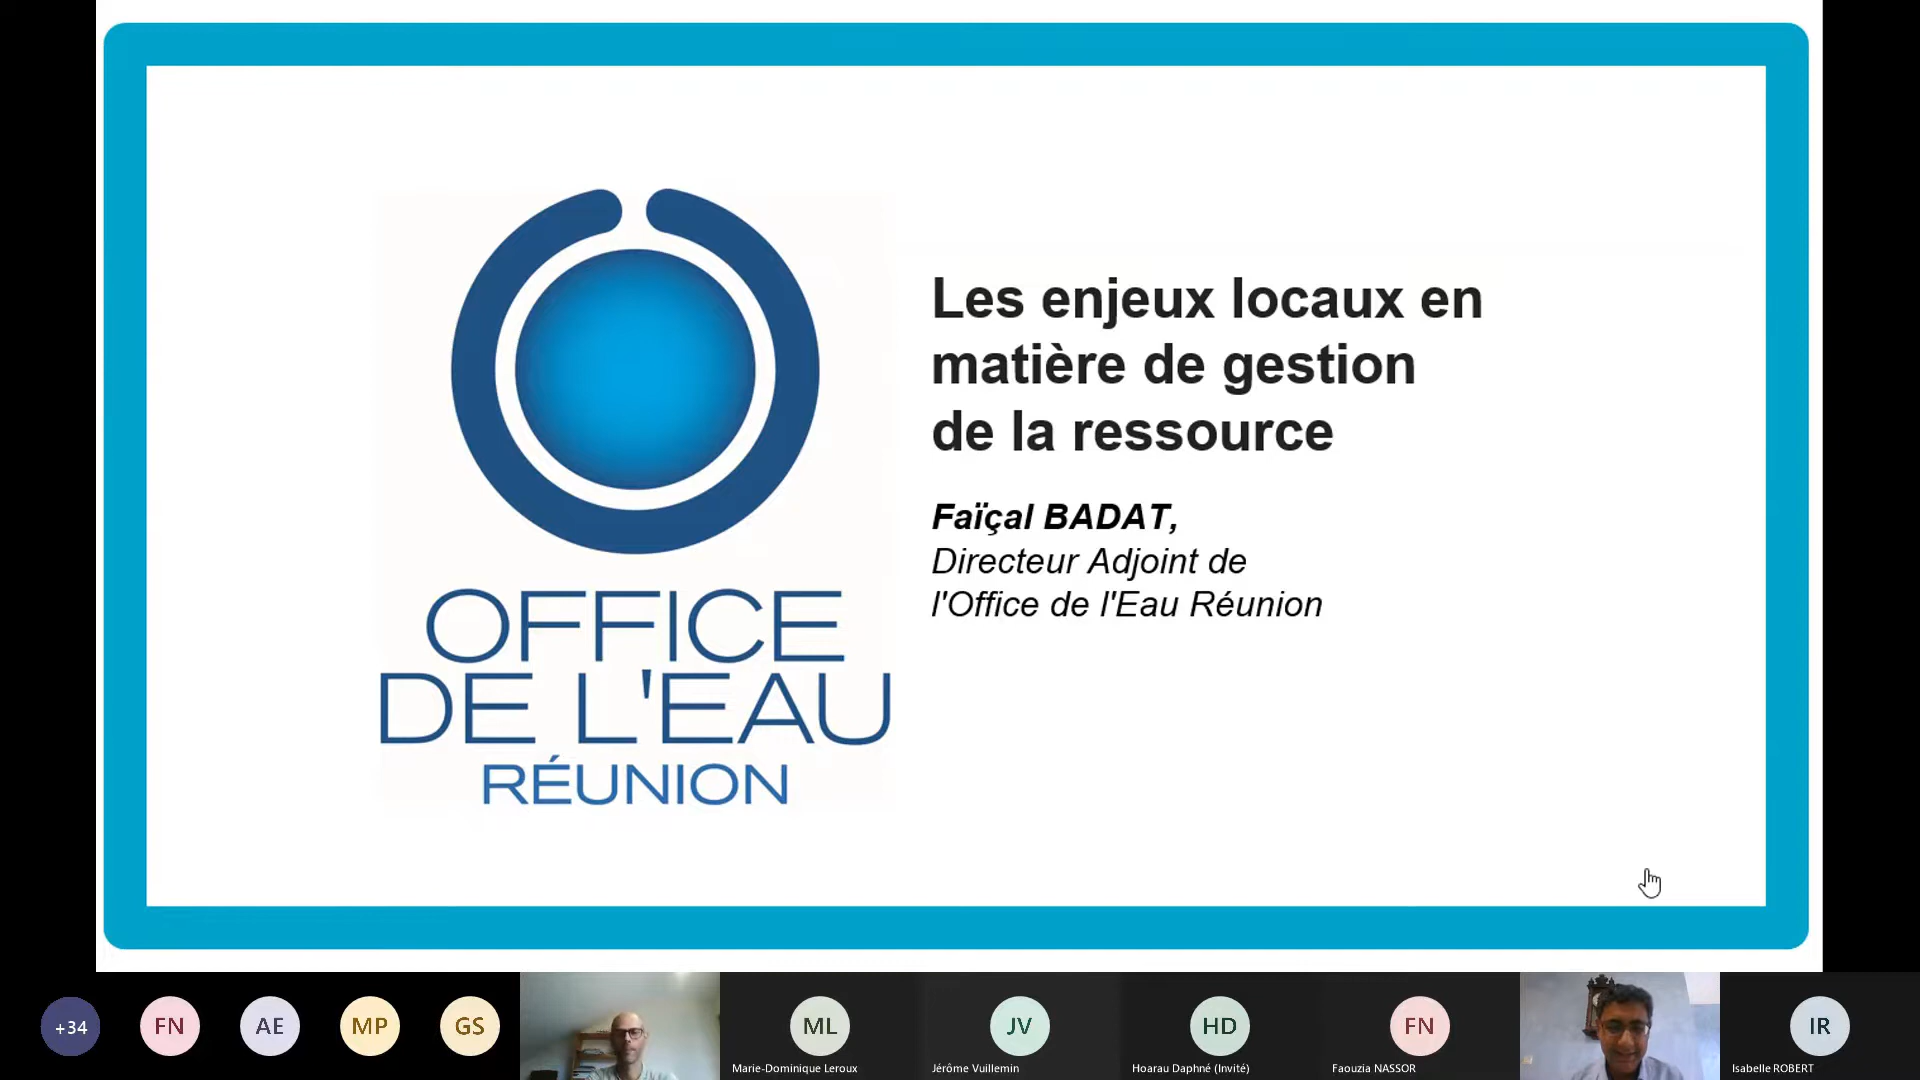 Les enjeux locaux en
matière de gestion
de la ressource
Faïçal BADAT,
Directeur Adjoint de
l'Office de l'Eau Réunion
OFFICE
DE L'EAU
RÉUNION
+34
FN
AE
MP
GS
ML
Marie-Dominique Leroux
JV
Jérôme Vuillemin
HD
Hoarau Daphné (Invité)
FN
Faouzia NASSOR
IR
Isabelle ROBERT